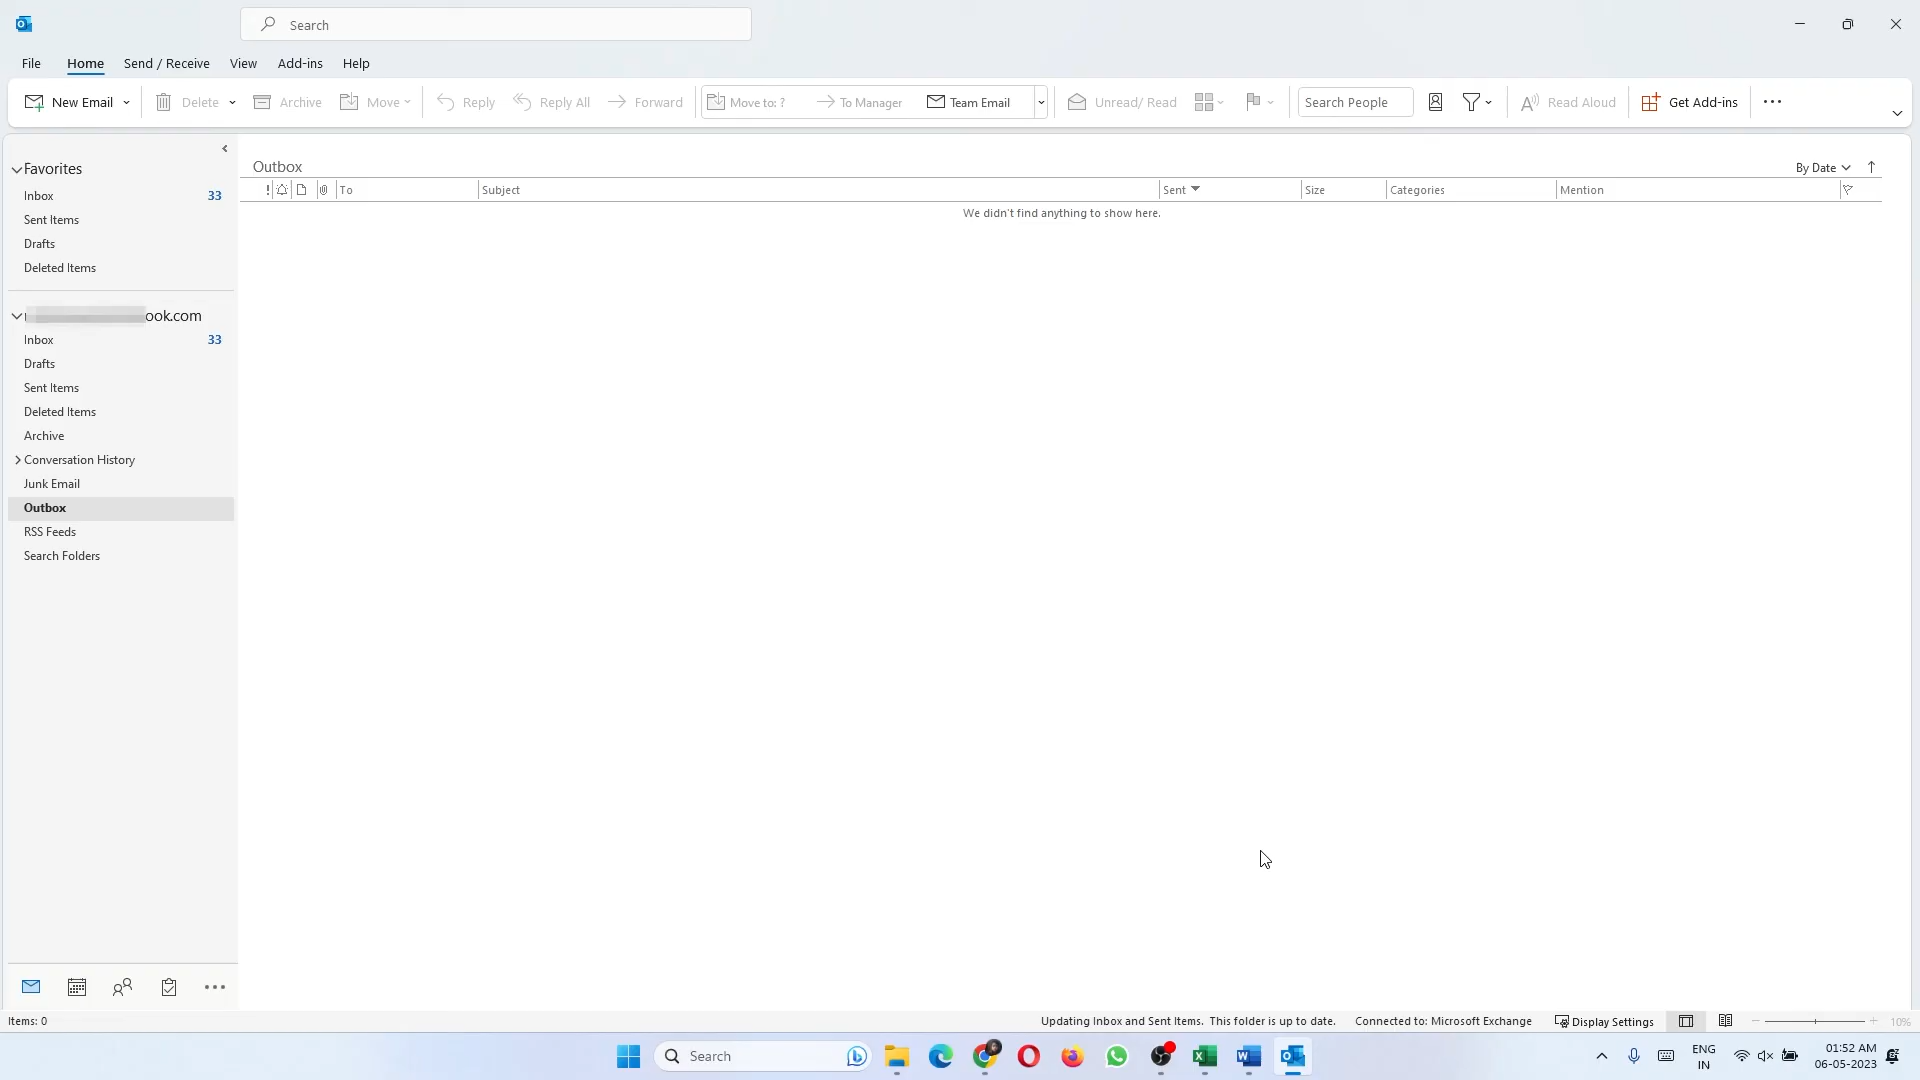 Search
File Home Send / Receive View Add-ins Help
New Email Delete Archive Move Reply Reply All Forward Move to: ? To Manager Team Email Unread/ Read Search People Read Aloud Get Add-ins
Favorites
Inbox 33
Sent Items
Drafts
Deleted Items
ook.com
Inbox 33
Drafts
Sent Items
Deleted Items
Archive
Conversation History
Junk Email
Outbox
RSS Feeds
Search Folders
Outbox By Date
! To Subject Sent Size Categories Mention
We didn't find anything to show here.
Items: 0 Updating Inbox and Sent Items. This folder is up to date. Connected to: Microsoft Exchange Display Settings 10%
Search ENG 01:52 AM
IN 06-05-2023